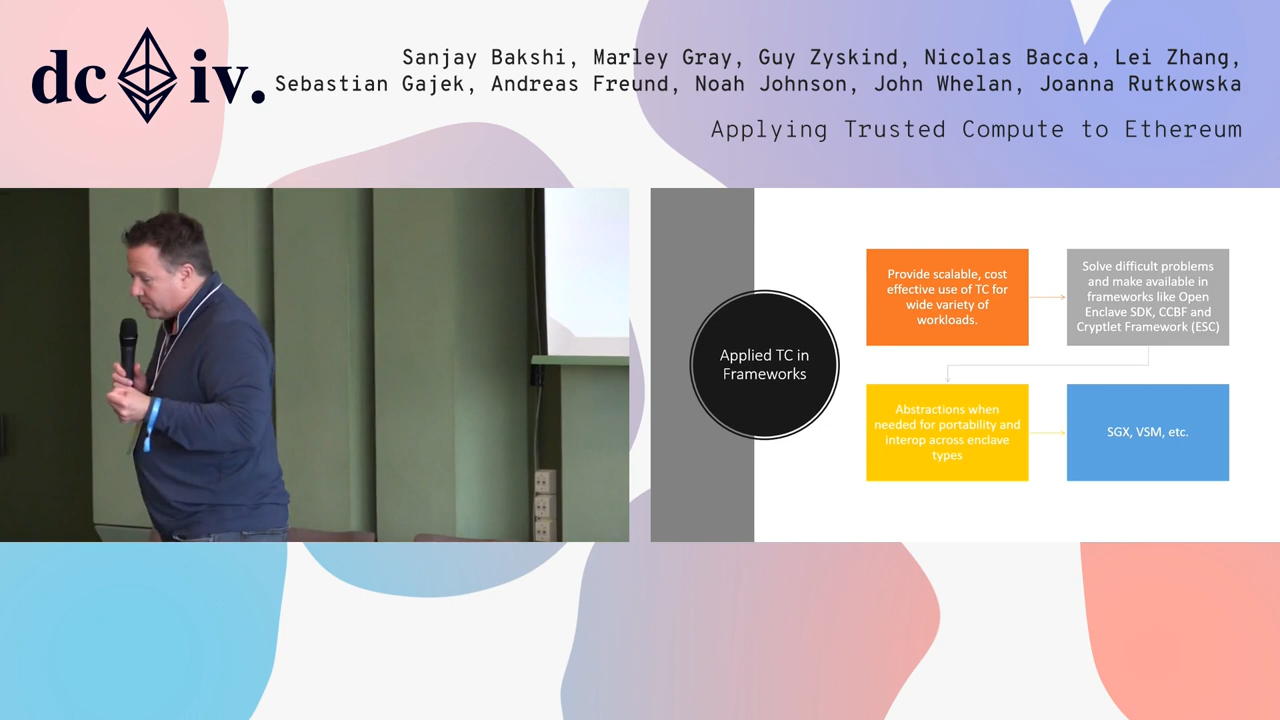 dc iv.
Sanjay Bakshi, Marley Gray, Guy Zyskind, Nicolas Bacca, Lei Zhang,
Sebastian Gajek, Andreas Freund, Noah Johnson, John Whelan, Joanna Rutkowska
Applying Trusted Compute to Ethereum
Applied TC in
Frameworks
Provide scalable, cost
effective use of TC for
wide variety of
workloads.
Solve difficult problems
and make available in
frameworks like Open
Enclave SDK, CCBF and
Cryptlet Framework (ESC)
Abstractions when
needed for portability and
interop across enclave
types
SGX, VSM, etc.